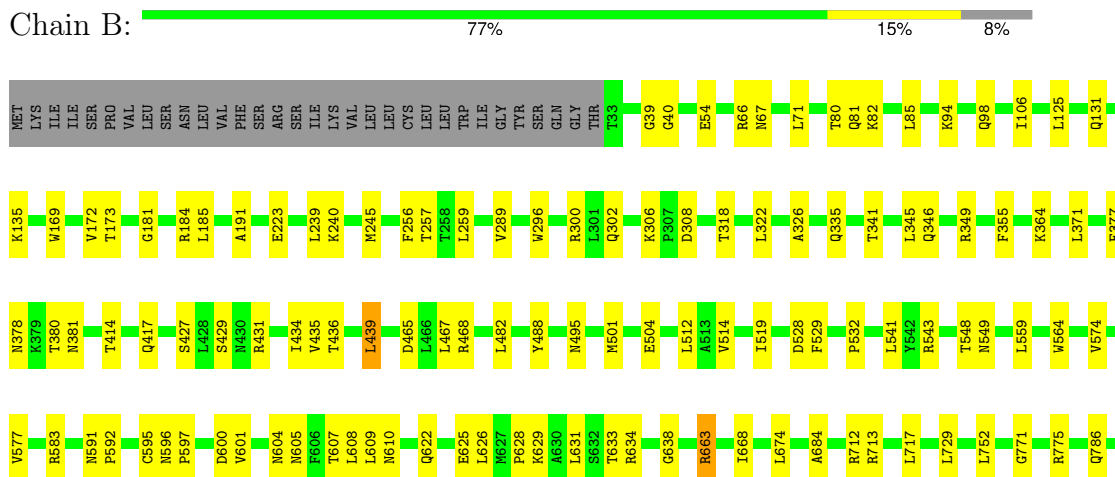 Chain B:
77% 15% 8%
MET LYS ILE ILE SER PRO VAL LEU SER ASN LEU VAL PHE SER ARG SER ILE LYS VAL LEU LEU CYS LEU LEU TRP ILE GLY TYR SER GLN GLY THR T33 G39 G40 E54 R66 N67 L71 T80 Q81 K82 L85 K94 Q98 I106 L125 Q131
K135 W169 V172 T173 G181 R184 L185 A191 E223 L239 K240 M245 F256 T257 T258 L259 V289 W296 R300 L301 Q302 K306 P307 D308 T318 L322 A326 Q335 T341 L345 Q346 R349 F355 K364 L371
N378 K379 T380 N381 T414 Q417 S427 L428 S429 N430 R431 I434 V435 T436 L439 D465 L466 L467 R468 L482 Y488 N495 M501 E504 L512 A513 V514 I519 D528 F529 P532 L541 Y542 R543 T548 N549 L559 W564 V574
V577 R583 N591 P592 C595 N596 P597 D600 V601 N604 N605 F606 T607 L608 L609 N610 Q622 E625 L626 M627 P628 K629 A630 L631 S632 T633 R634 G638 R663 I668 L674 A684 R712 R713 L717 L729 L752 G771 R775 Q786